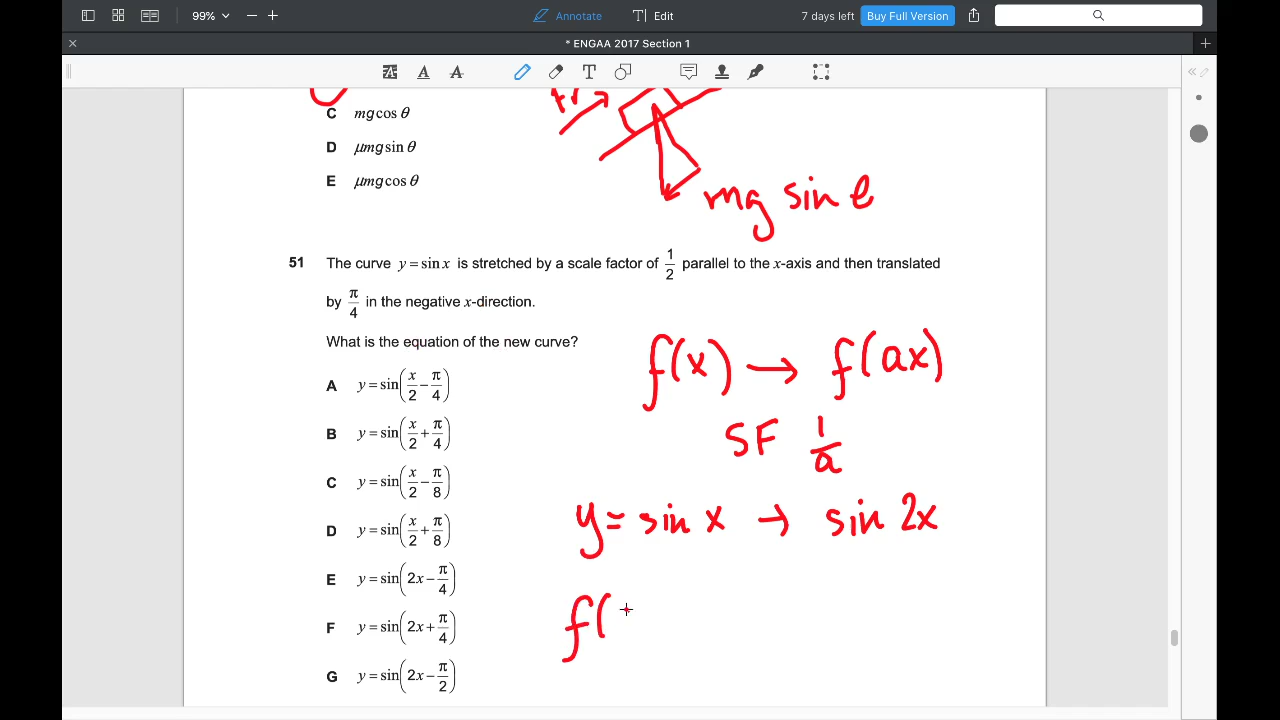 99%
Annotate
Edit
7 days left
Buy Full Version
* ENGAA 2017 Section 1
C mg cos θ
D μmg sin θ
E μmg cos θ
mg sin θ
51 The curve y = sin x is stretched by a scale factor of 1/2 parallel to the x-axis and then translated
by π/4 in the negative x-direction.
What is the equation of the new curve?
f(x) → f(ax)
SF 1/a
y = sin x → sin 2x
f(
A y = sin(x/2 − π/4)
B y = sin(x/2 + π/4)
C y = sin(x/2 − π/8)
D y = sin(x/2 + π/8)
E y = sin(2x − π/4)
F y = sin(2x + π/4)
G y = sin(2x − π/2)